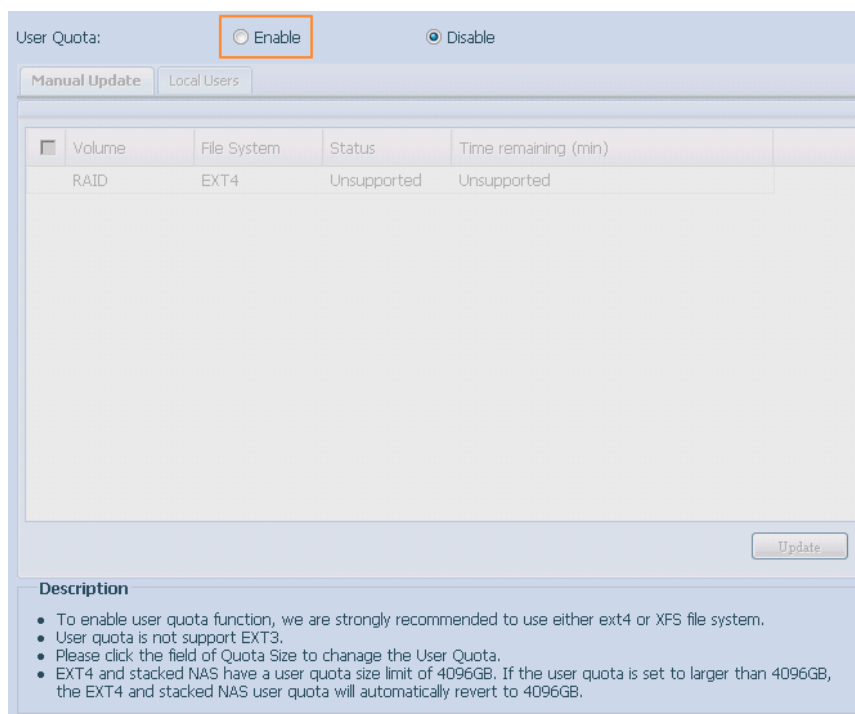 User Quota: Enable Disable
Manual Update Local Users
Volume File System Status Time remaining (min)
RAID EXT4 Unsupported Unsupported
Update
Description
• To enable user quota function, we are strongly recommended to use either ext4 or XFS file system.
• User quota is not support EXT3.
• Please click the field of Quota Size to chanage the User Quota.
• EXT4 and stacked NAS have a user quota size limit of 4096GB. If the user quota is set to larger than 4096GB,
the EXT4 and stacked NAS user quota will automatically revert to 4096GB.